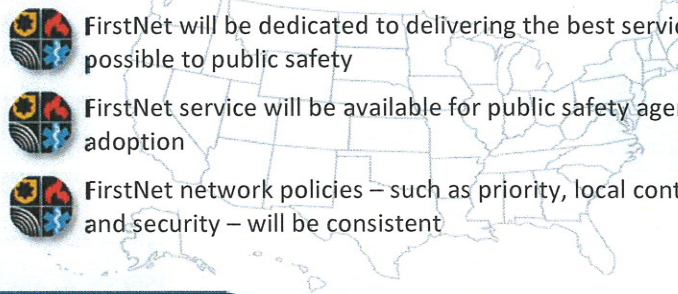 FirstNet will be dedicated to delivering the best servic
possible to public safety
FirstNet service will be available for public safety agen
adoption
FirstNet network policies – such as priority, local cont
and security – will be consistent